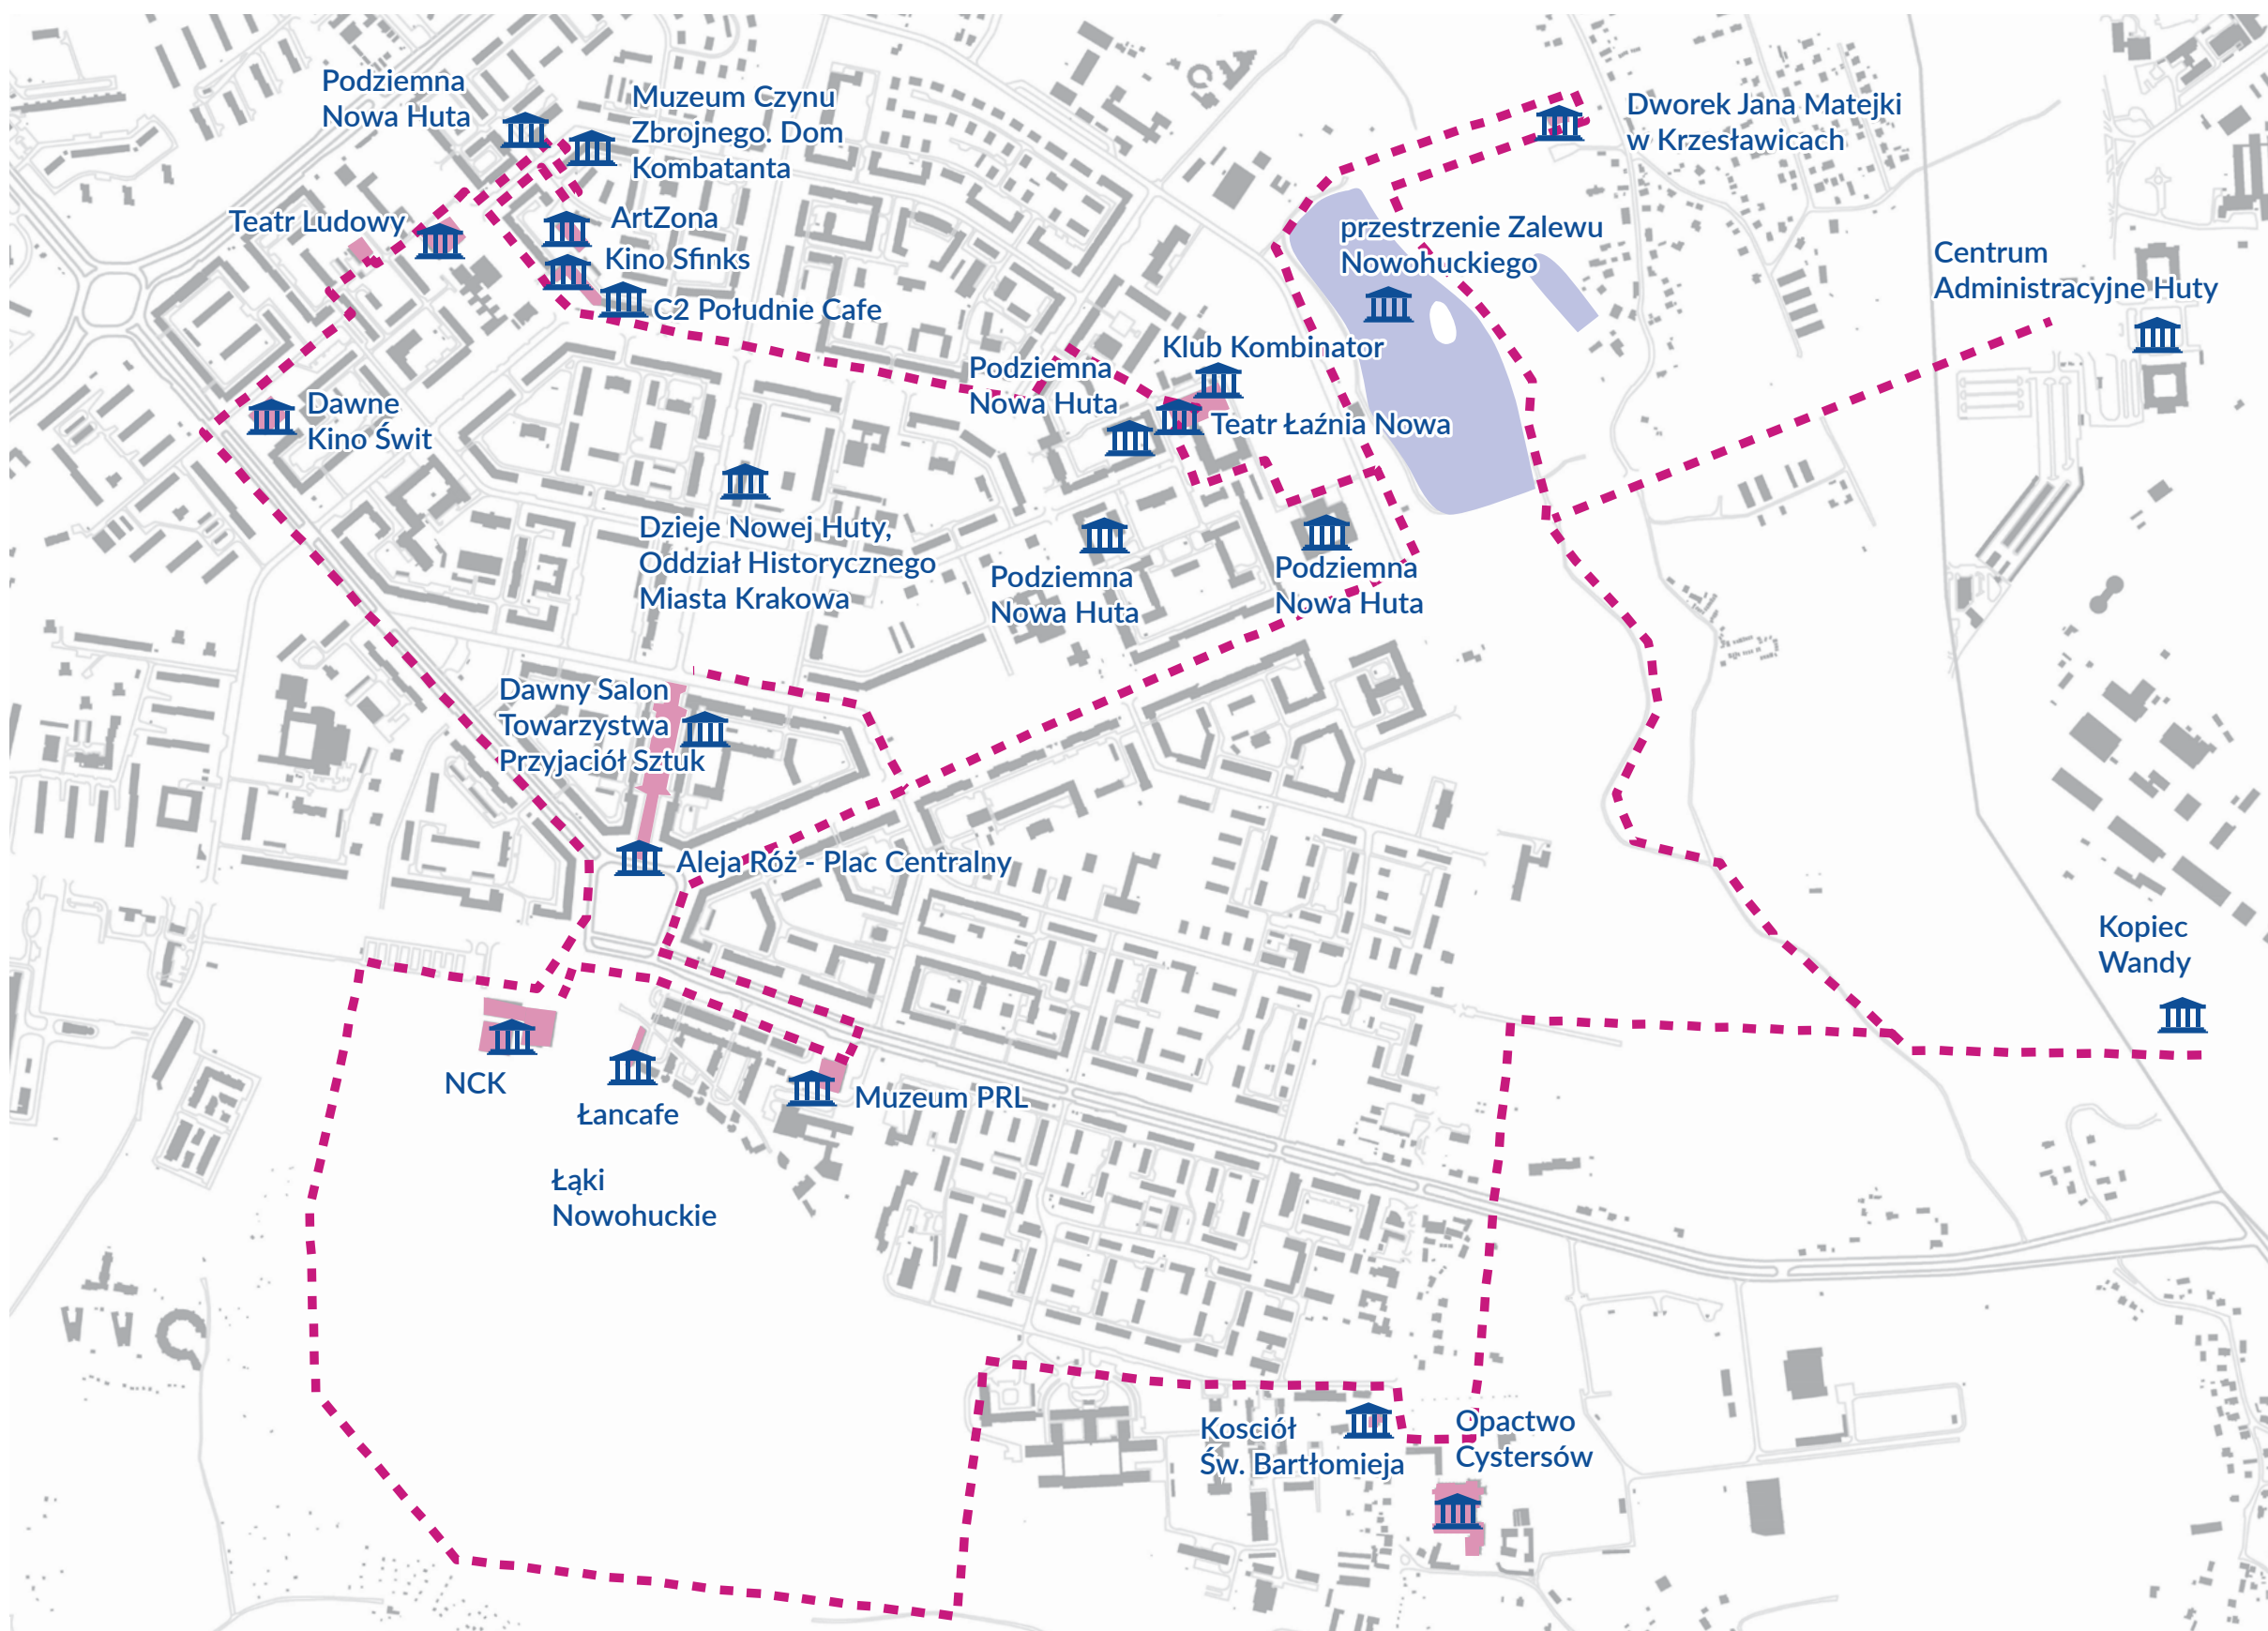 Podziemna
Nowa Huta
Muzeum Czynu
Zbrojnego. Dom
Kombatanta
Dworek Jana Matejki
w Krzesławicach
Teatr Ludowy
ArtZona
Kino Sfinks
C2 Południe Cafe
przestrzenie Zalewu
Nowohuckiego
Centrum
Administracyjne Huty
Klub Kombinator
Podziemna
Nowa Huta
Teatr Łaźnia Nowa
Dawne
Kino Świt
Dzieje Nowej Huty,
Oddział Historycznego
Miasta Krakowa
Podziemna
Nowa Huta
Podziemna
Nowa Huta
Dawny Salon
Towarzystwa
Przyjaciół Sztuk
Aleja Róż - Plac Centralny
Kopiec
Wandy
NCK
Łancafe
Muzeum PRL
Łąki
Nowohuckie
Kosciół
Św. Bartłomieja
Opactwo
Cystersów